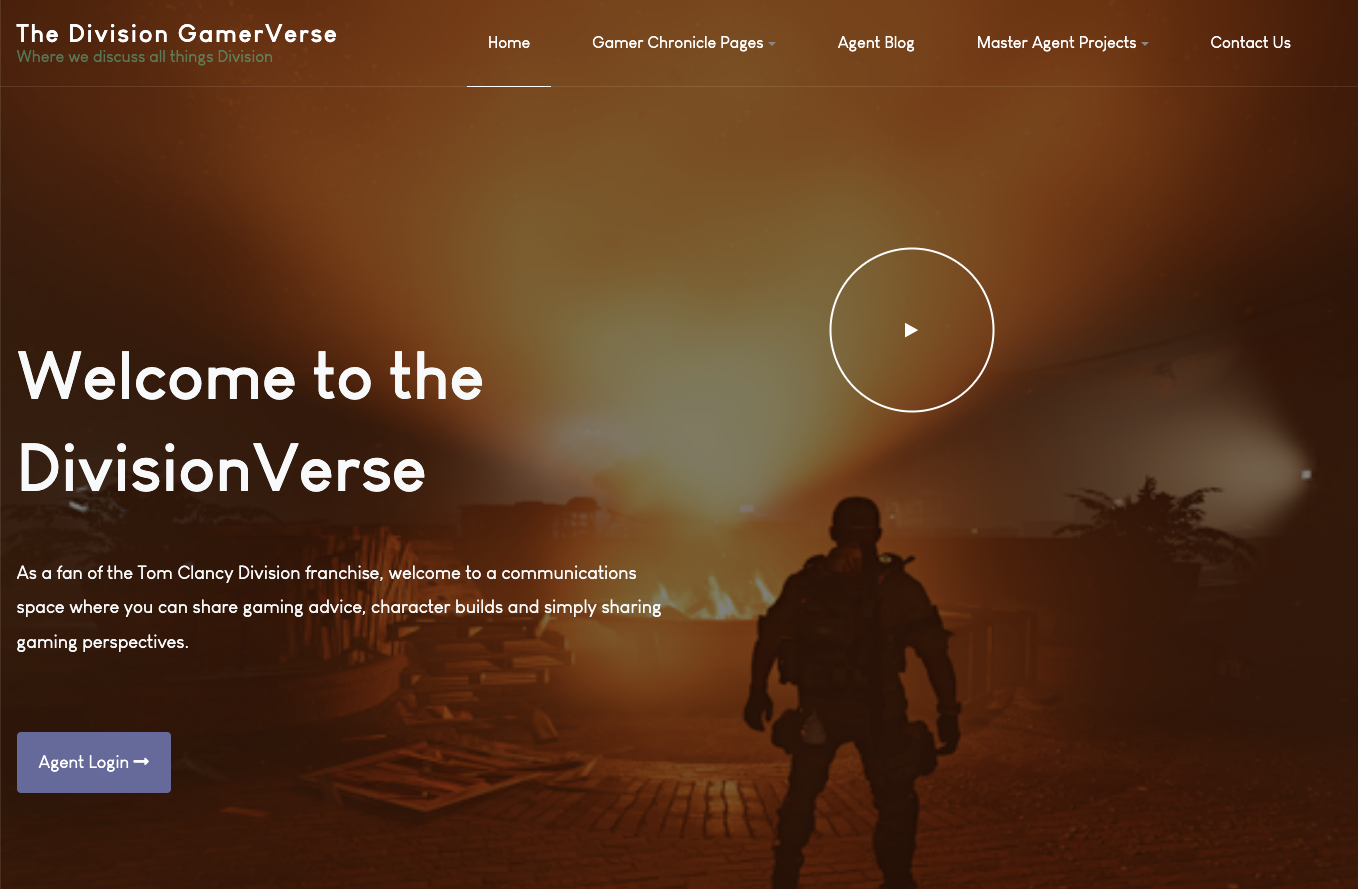 The Division GamerVerse
Where we discuss all things Division
Home
Gamer Chronicle Pages
Agent Blog
Master Agent Projects
Contact Us
Welcome to the
DivisionVerse
As a fan of the Tom Clancy Division franchise, welcome to a communications
space where you can share gaming advice, character builds and simply sharing
gaming perspectives.
Agent Login